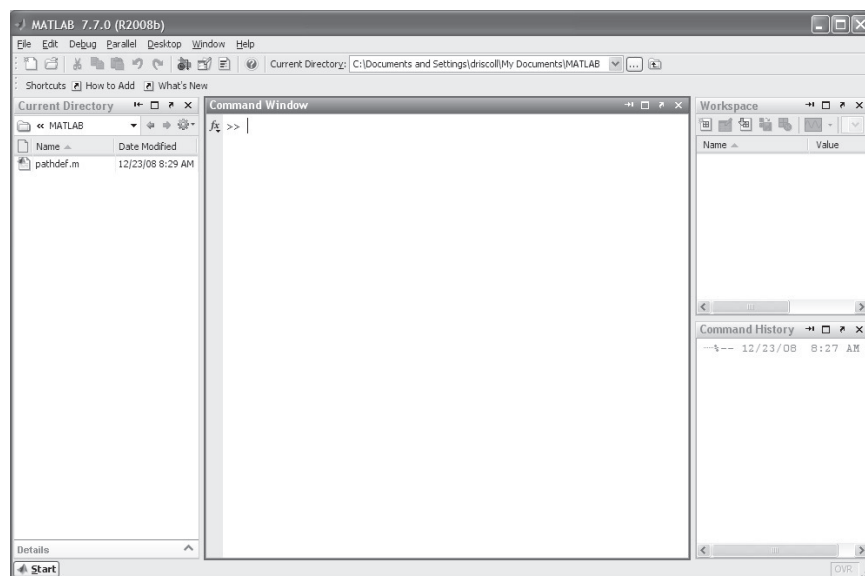 MATLAB 7.7.0 (R2008b)
File Edit Debug Parallel Desktop Window Help
Current Directory: C:\Documents and Settings\driscoll\My Documents\MATLAB
Shortcuts How to Add What's New
Current Directory
« MATLAB
Name Date Modified
pathdef.m 12/23/08 8:29 AM
Details
Command Window
fx >>
Workspace
Name Value
Command History
%-- 12/23/08 8:27 AM
Start
OVR